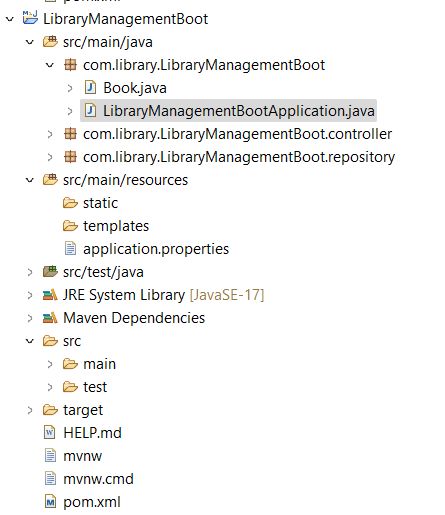 LibraryManagementBoot
src/main/java
com.library.LibraryManagementBoot
Book.java
LibraryManagementBootApplication.java
com.library.LibraryManagementBoot.controller
com.library.LibraryManagementBoot.repository
src/main/resources
static
templates
application.properties
src/test/java
JRE System Library [JavaSE-17]
Maven Dependencies
src
main
test
target
HELP.md
mvnw
mvnw.cmd
pom.xml